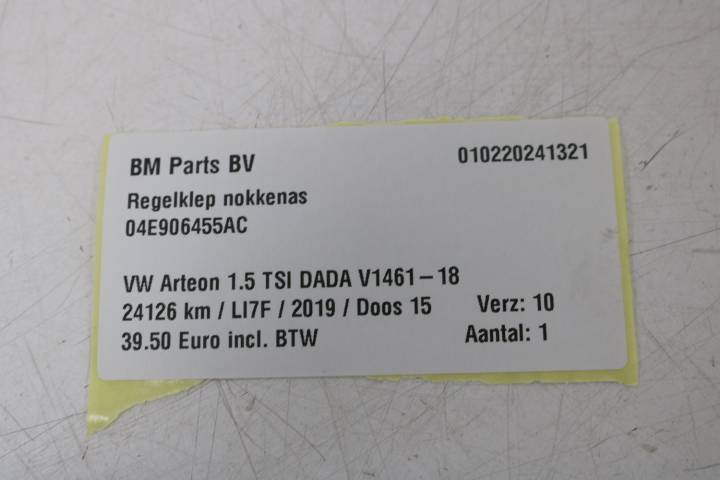 BM Parts BV 010220241321
Regelklep nokkenas
04E906455AC
VW Arteon 1.5 TSI DADA V1461-18
24126 km / LI7F / 2019 / Doos 15 Verz: 10
39.50 Euro incl. BTW Aantal: 1